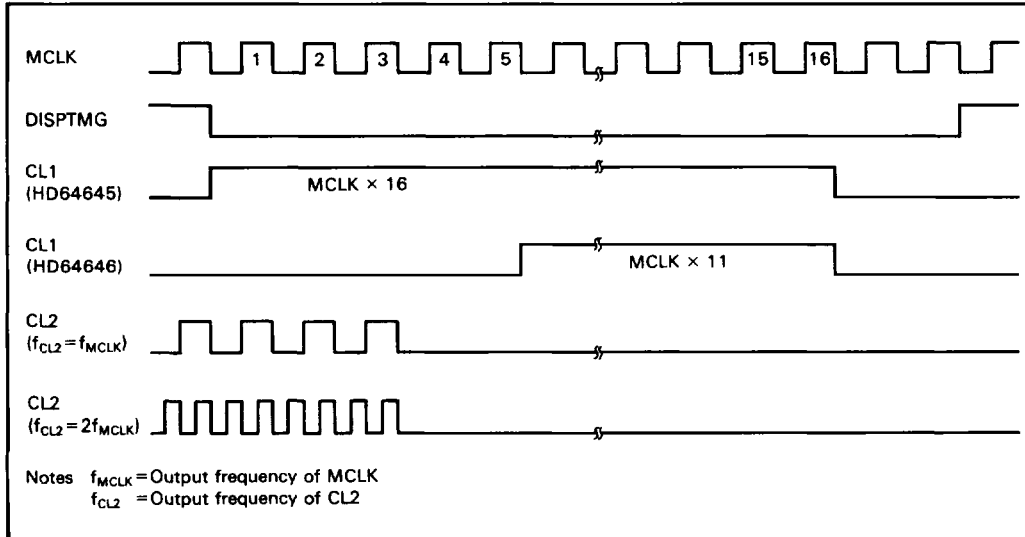 MCLK 1 2 3 4 5 15 16
DISPTMG
CL1
(HD64645)
MCLK × 16
CL1
(HD64646)
MCLK × 11
CL2
(fCL2=fMCLK)
CL2
(fCL2=2fMCLK)
Notes fMCLK=Output frequency of MCLK
fCL2 =Output frequency of CL2